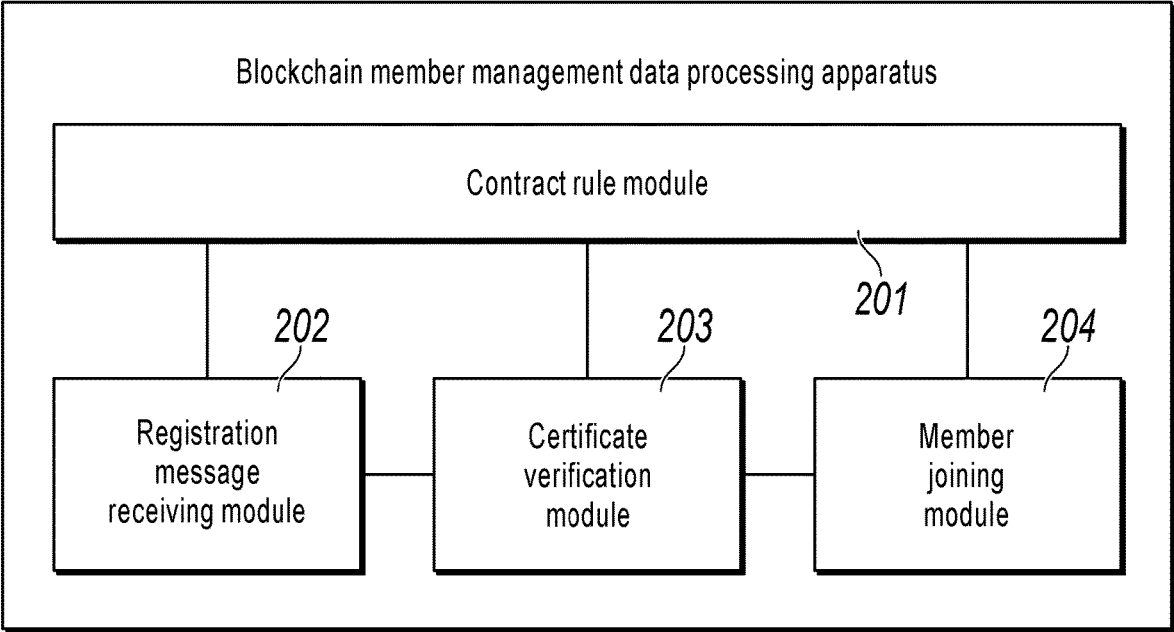 Blockchain member management data processing apparatus
Contract rule module
201
202
203
204
Registration
message
receiving module
Certificate
verification
module
Member
joining
module